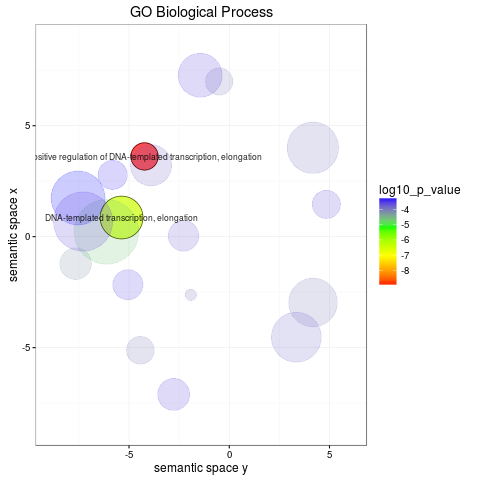 GO Biological Process
5
0
-5
-5
0
5
semantic space x
semantic space y
sitive regulation of DNA-templated transcription, elongation
DNA-templated transcription, elongation
log10_p_value
-4
-5
-6
-7
-8